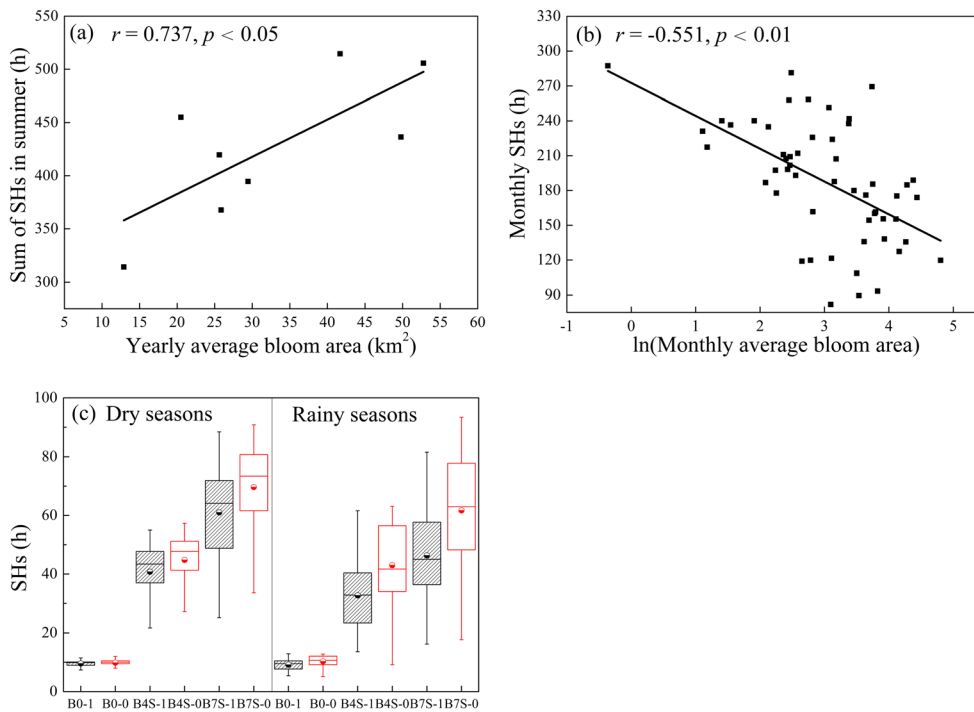 (a) r = 0.737, p < 0.05
Sum of SHs in summer (h)
550
500
450
400
350
300
5 10 15 20 25 30 35 40 45 50 55 60
Yearly average bloom area (km²)
(b) r = -0.551, p < 0.01
Monthly SHs (h)
330
300
270
240
210
180
150
120
90
-1 0 1 2 3 4 5
ln(Monthly average bloom area)
(c) Dry seasons Rainy seasons
SHs (h)
100
80
60
40
20
0
B0-1 B0-0 B4S-1 B4S-0 B7S-1 B7S-0 B0-1 B0-0 B4S-1 B4S-0 B7S-1 B7S-0